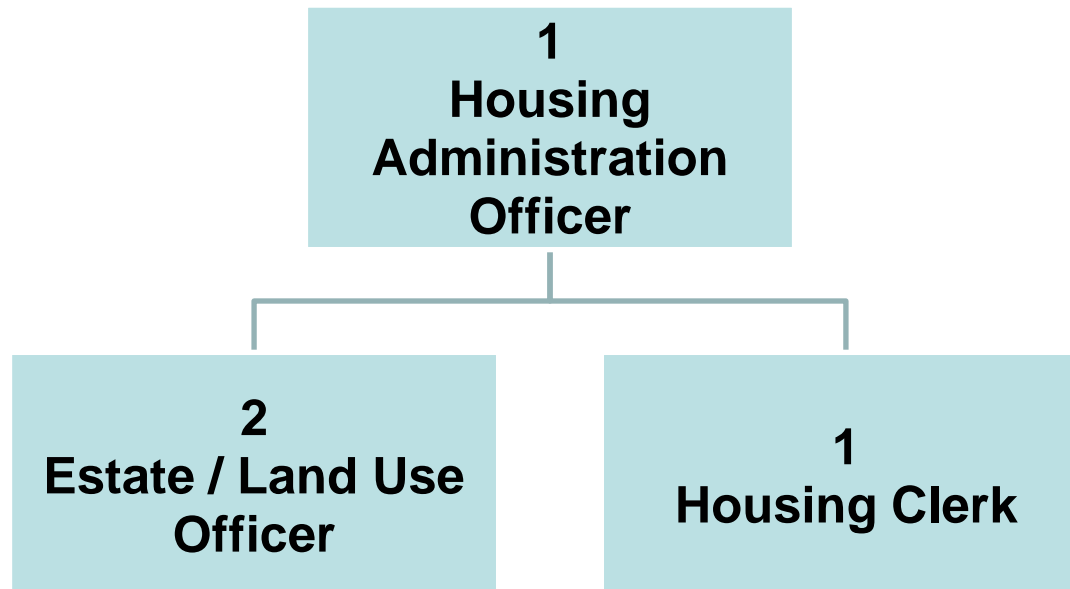 1
Housing
Administration
Officer
2
Estate / Land Use
Officer
1
Housing Clerk